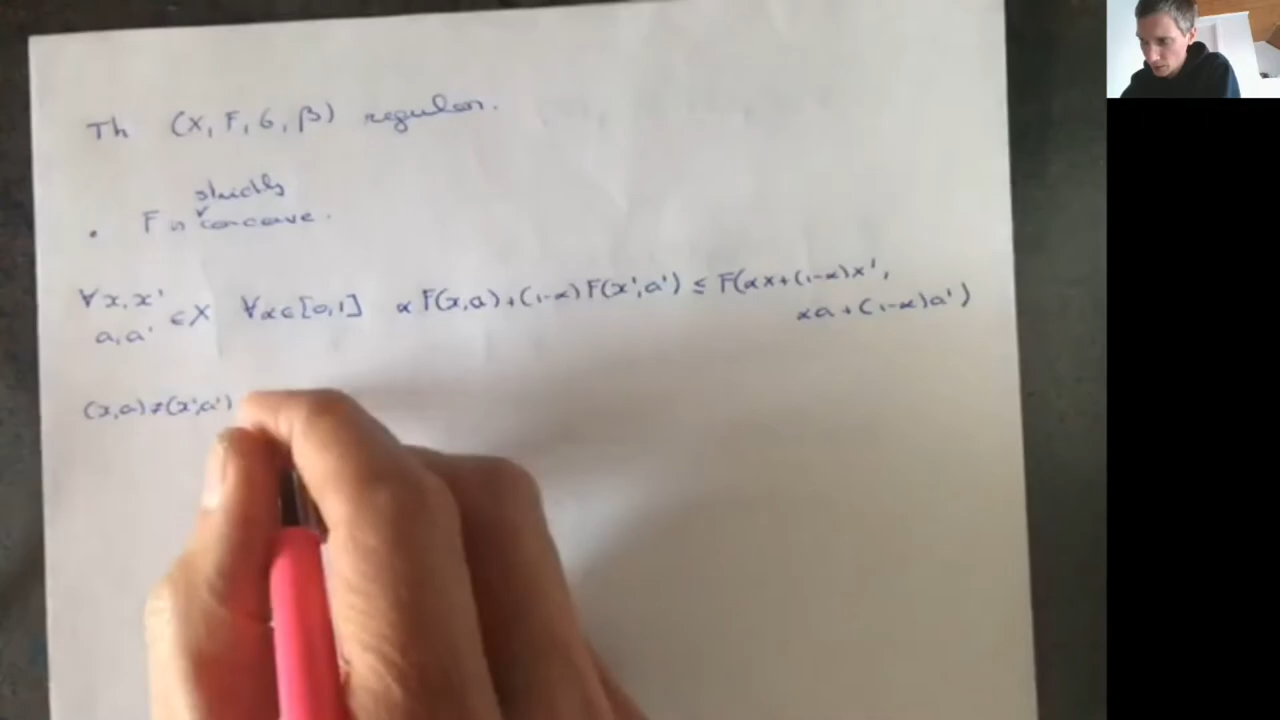 Th (X, F, G, β) regular.
strictly
• F is ∨ concave.
∀x, x' ∈ X ∀α∈[0,1] αF(x,a)+(1-α)F(x',a') ≤ F(αx+(1-α)x',
a, a' αa+(1-α)a')
(x,a)≠(x',a')